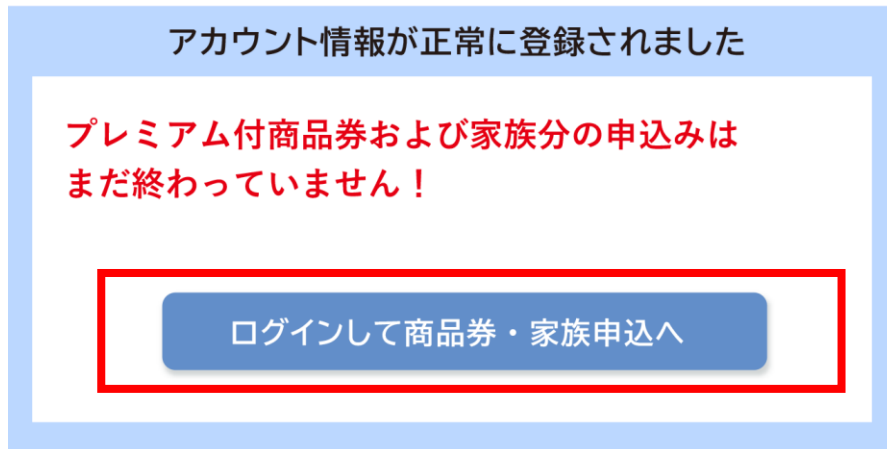 アカウント情報が正常に登録されました
プレミアム付商品券および家族分の申込みは
まだ終わっていません！
ログインして商品券・家族申込へ